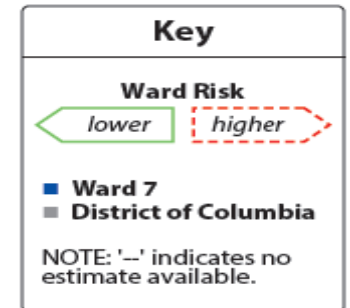 Key
Ward Risk
lower higher
Ward 7
District of Columbia
NOTE: '--' indicates no
estimate available.